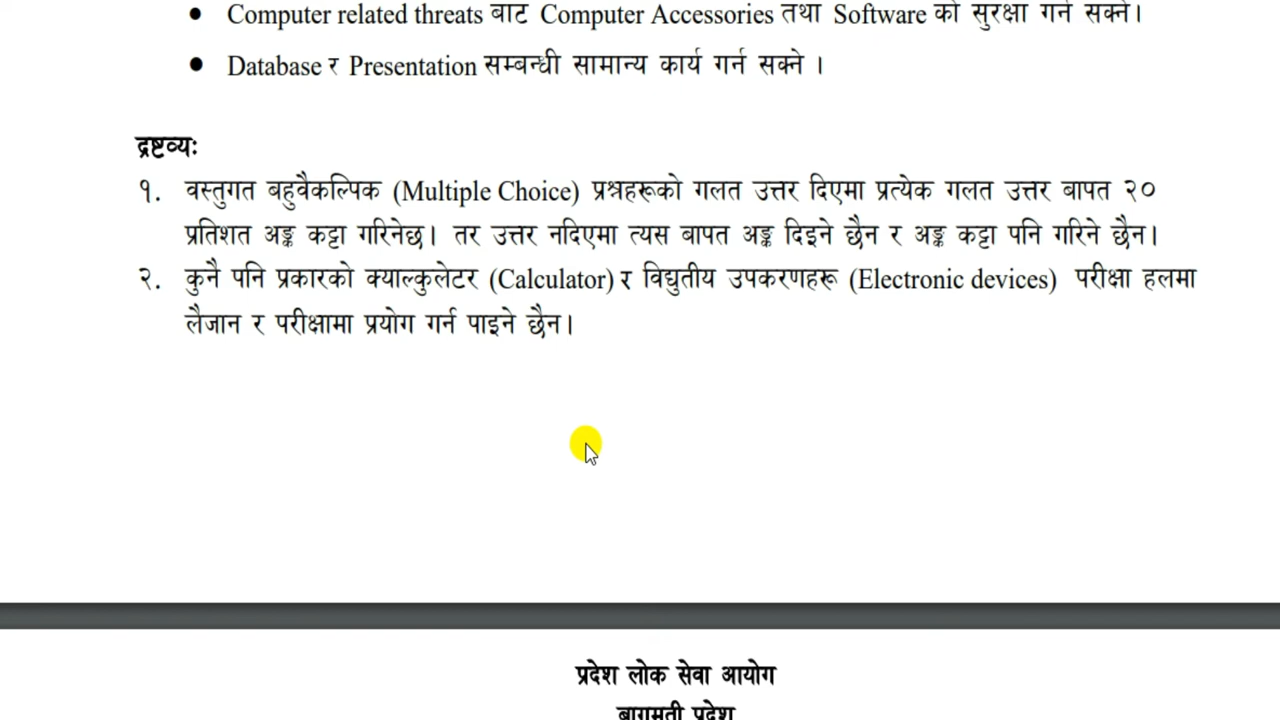 ● Computer related threats बाट Computer Accessories तथा Software को सुरक्षा गर्न सक्ने।
● Database र Presentation सम्बन्धी सामान्य कार्य गर्न सक्ने ।
द्रष्टव्यः
१. वस्तुगत बहुवैकल्पिक (Multiple Choice) प्रश्नहरूको गलत उत्तर दिएमा प्रत्येक गलत उत्तर बापत २०
प्रतिशत अङ्क कट्टा गरिनेछ। तर उत्तर नदिएमा त्यस बापत अङ्क दिइने छैन र अङ्क कट्टा पनि गरिने छैन।
२. कुनै पनि प्रकारको क्याल्कुलेटर (Calculator) र विद्युतीय उपकरणहरू (Electronic devices) परीक्षा हलमा
लैजान र परीक्षामा प्रयोग गर्न पाइने छैन।
प्रदेश लोक सेवा आयोग
बागमती प्रदेश